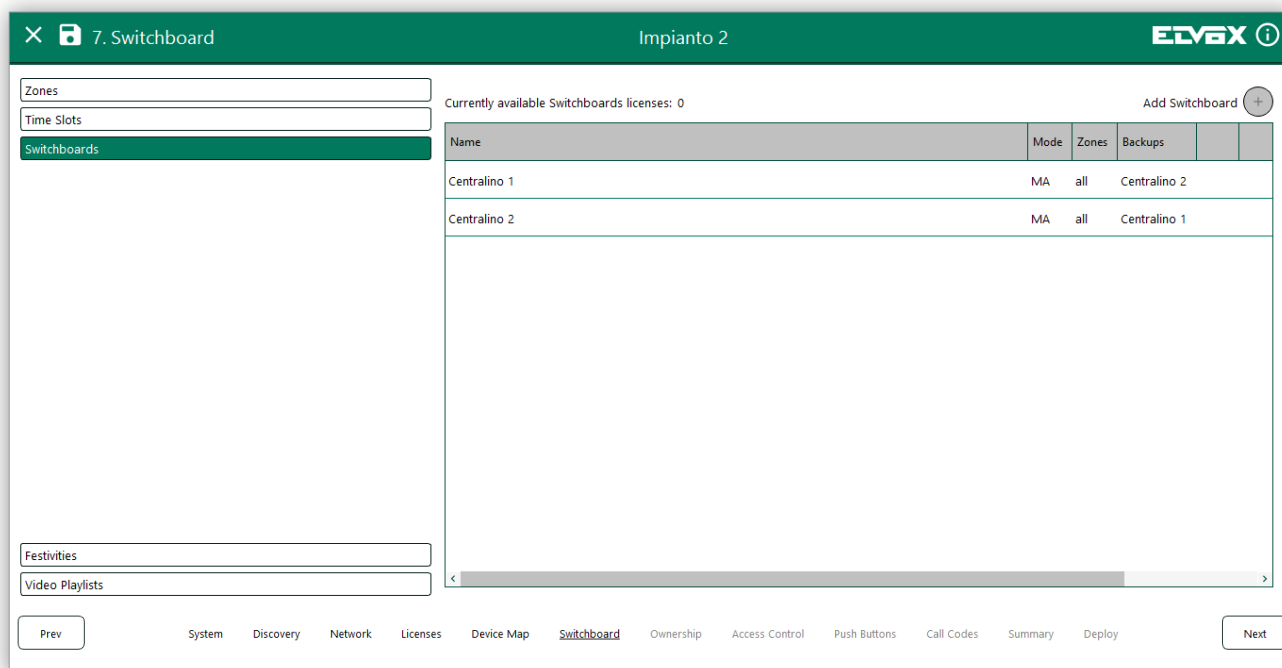 7. Switchboard
Impianto 2
ELVOX
Zones
Time Slots
Switchboards
Festivities
Video Playlists
Currently available Switchboards licenses: 0
Add Switchboard +
Name Mode Zones Backups
Centralino 1 MA all Centralino 2
Centralino 2 MA all Centralino 1
Prev System Discovery Network Licenses Device Map Switchboard Ownership Access Control Push Buttons Call Codes Summary Deploy Next